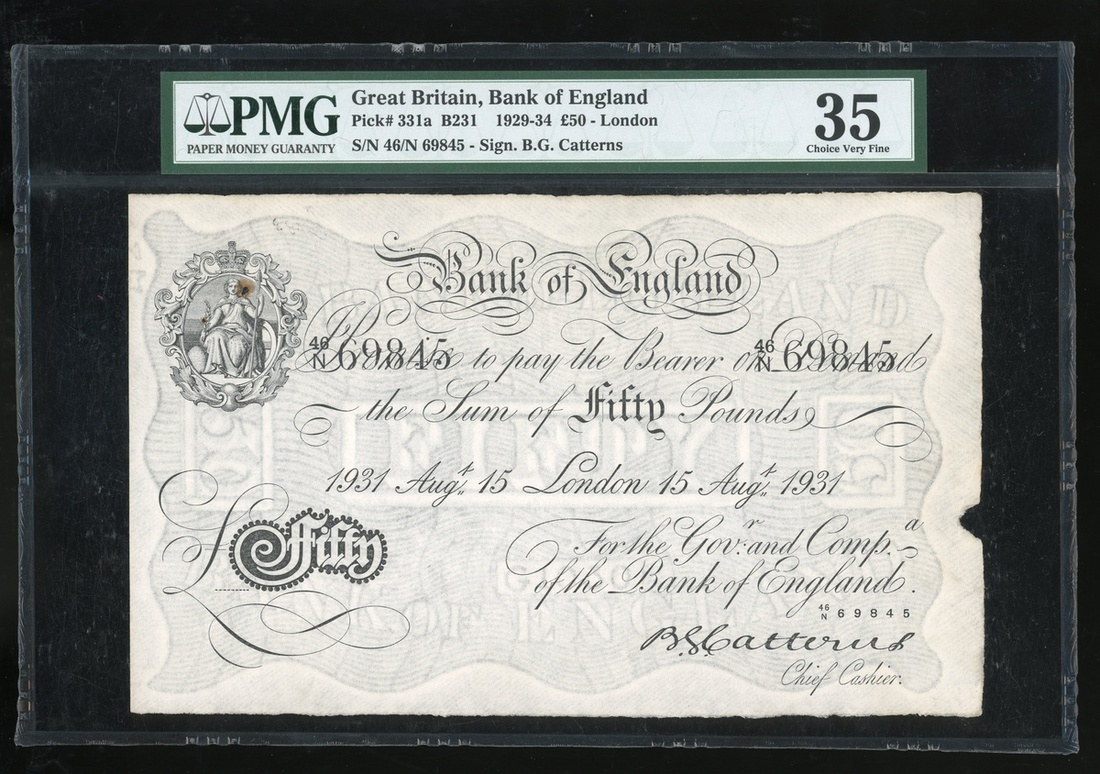 PMG
PAPER MONEY GUARANTY
Great Britain, Bank of England
Pick# 331a B231 1929-34 £50 - London
S/N 46/N 69845 - Sign. B.G. Catterns
35
Choice Very Fine
Bank of England
46/N 69845 46/N 69845
I Promise to pay the Bearer on Demand
the Sum of Fifty Pounds
1931 Augt. 15 London 15 Augt. 1931
For the Govr. and Compa.
£ Fifty
of the Bank of England.
46/N 69845
B.G. Catterns
Chief Cashier.